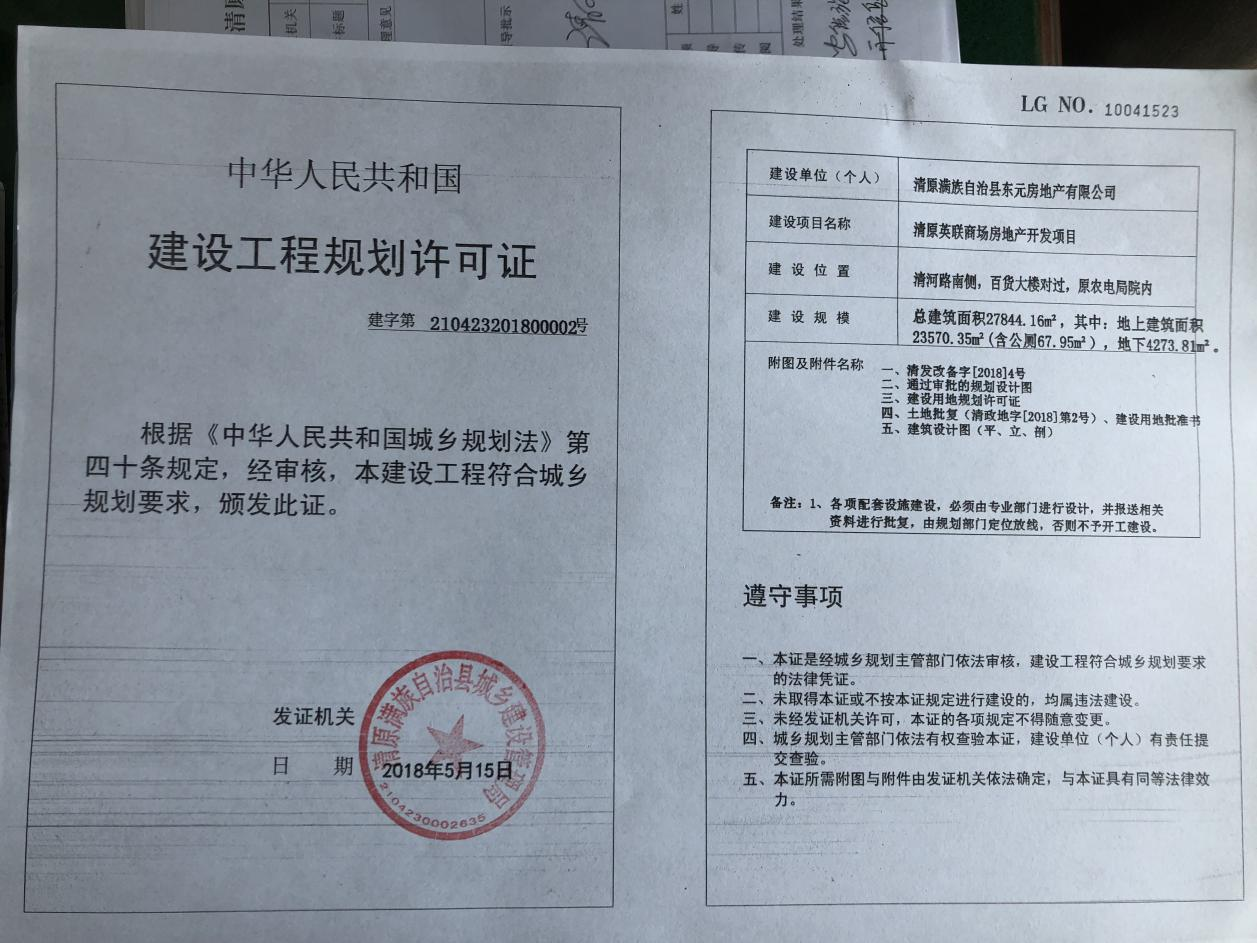 清原
机关
标题
理意见
导批示
姓
处理结果
中华人民共和国
建设工程规划许可证
建字第 210423201800002号
根据《中华人民共和国城乡规划法》第
四十条规定，经审核，本建设工程符合城乡
规划要求，颁发此证。
发证机关
日 期 2018年5月15日
清原满族自治县城乡建设管理局
2104230002635
LG NO. 10041523
建设单位（个人） 清原满族自治县东元房地产有限公司
建设项目名称 清原英联商场房地产开发项目
建设位置 清河路南侧，百货大楼对过，原农电局院内
建设规模 总建筑面积27844.16m²，其中：地上建筑面积
23570.35m²(含公厕67.95m²)，地下4273.81m²。
附图及附件名称
一、清发改备字[2018]4号
二、通过审批的规划设计图
三、建设用地规划许可证
四、土地批复（清政地字[2018]第2号）、建设用地批准书
五、建筑设计图（平、立、剖）
备注：1、各项配套设施建设，必须由专业部门进行设计，并报送相关
资料进行批复，由规划部门定位放线，否则不予开工建设。
遵守事项
一、本证是经城乡规划主管部门依法审核，建设工程符合城乡规划要求
的法律凭证。
二、未取得本证或不按本证规定进行建设的，均属违法建设。
三、未经发证机关许可，本证的各项规定不得随意变更。
四、城乡规划主管部门依法有权查验本证，建设单位（个人）有责任提
交查验。
五、本证所需附图与附件由发证机关依法确定，与本证具有同等法律效
力。